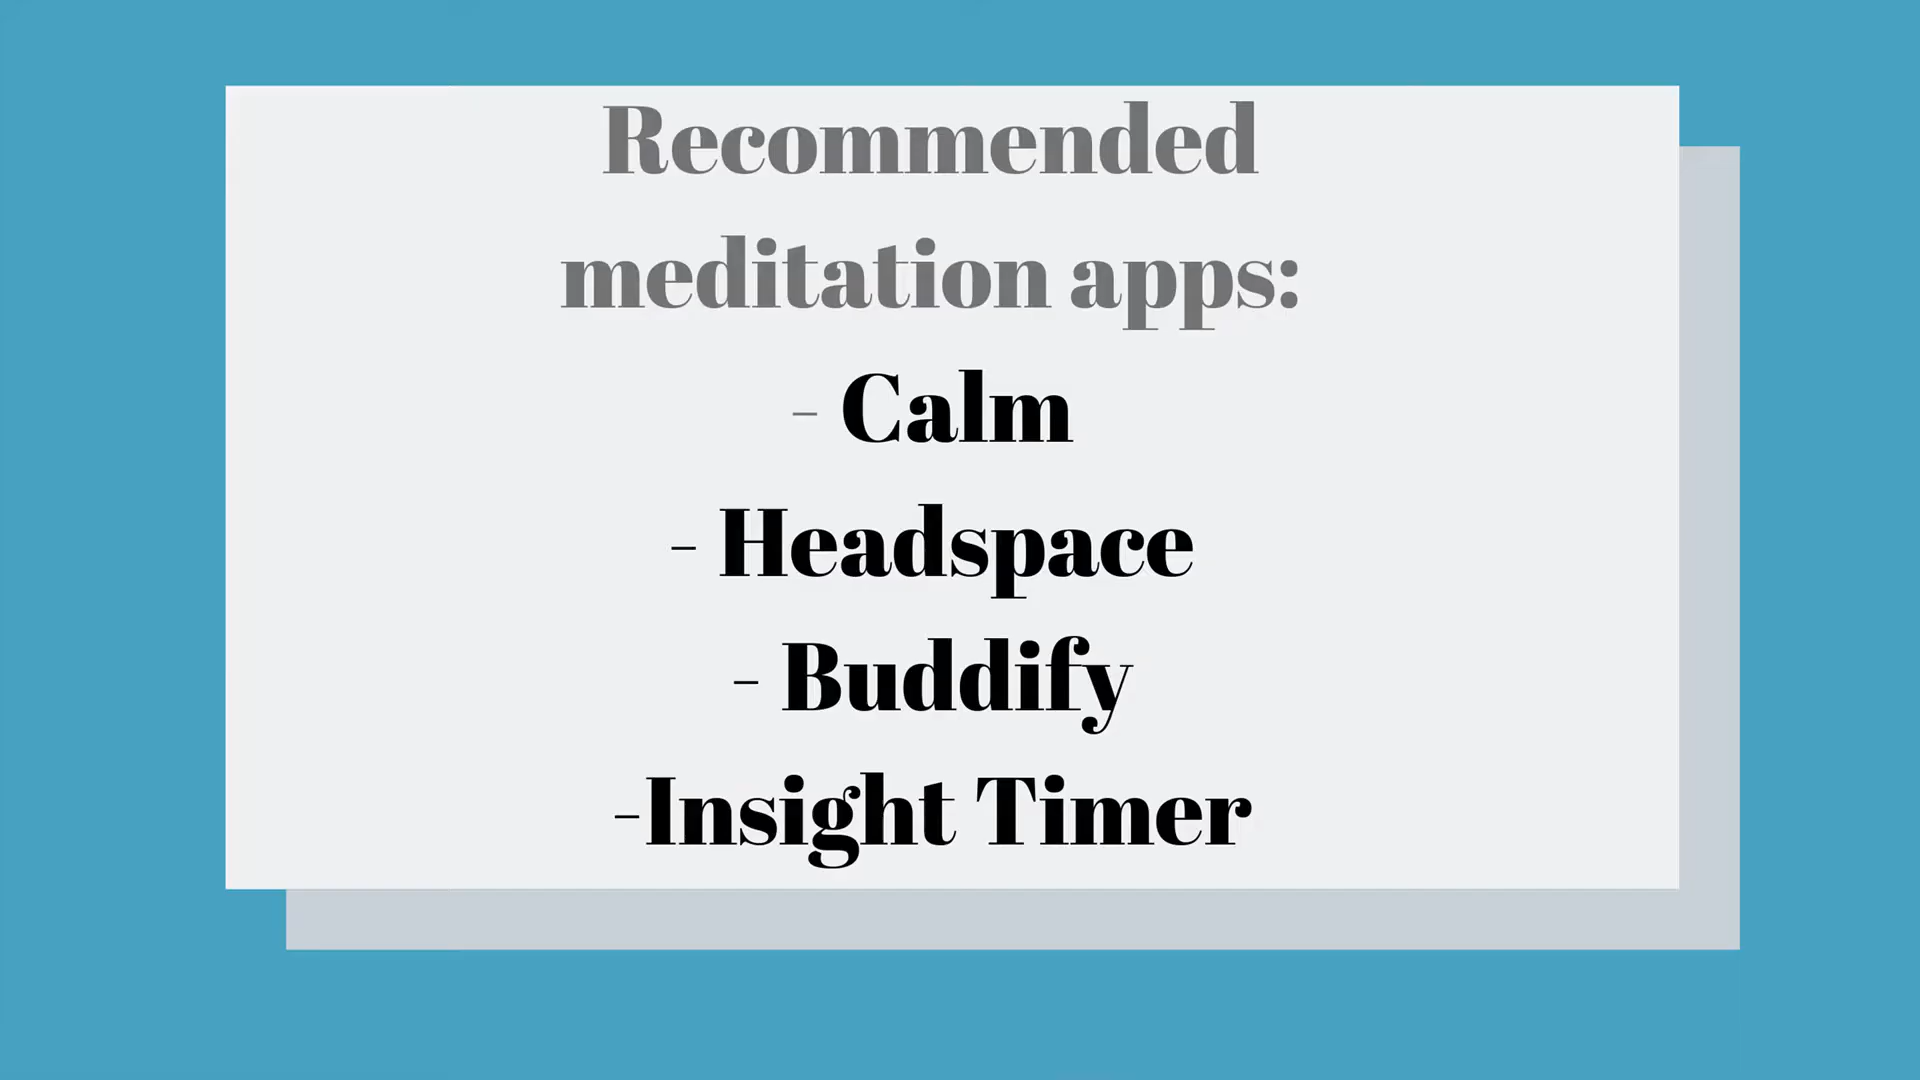 Recommended
meditation apps:
- Calm
- Headspace
- Buddify
-Insight Timer